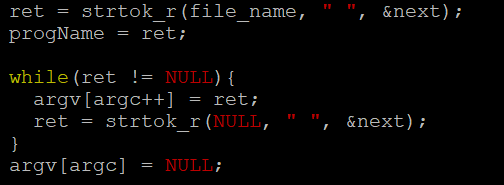 ret = strtok_r(file_name, " ", &next);
progName = ret;

while(ret != NULL){
  argv[argc++] = ret;
  ret = strtok_r(NULL, " ", &next);
}
argv[argc] = NULL;